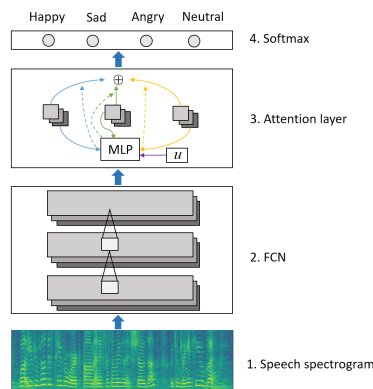 Happy Sad Angry Neutral
4. Softmax
3. Attention layer
MLP
u
2. FCN
1. Speech spectrogram